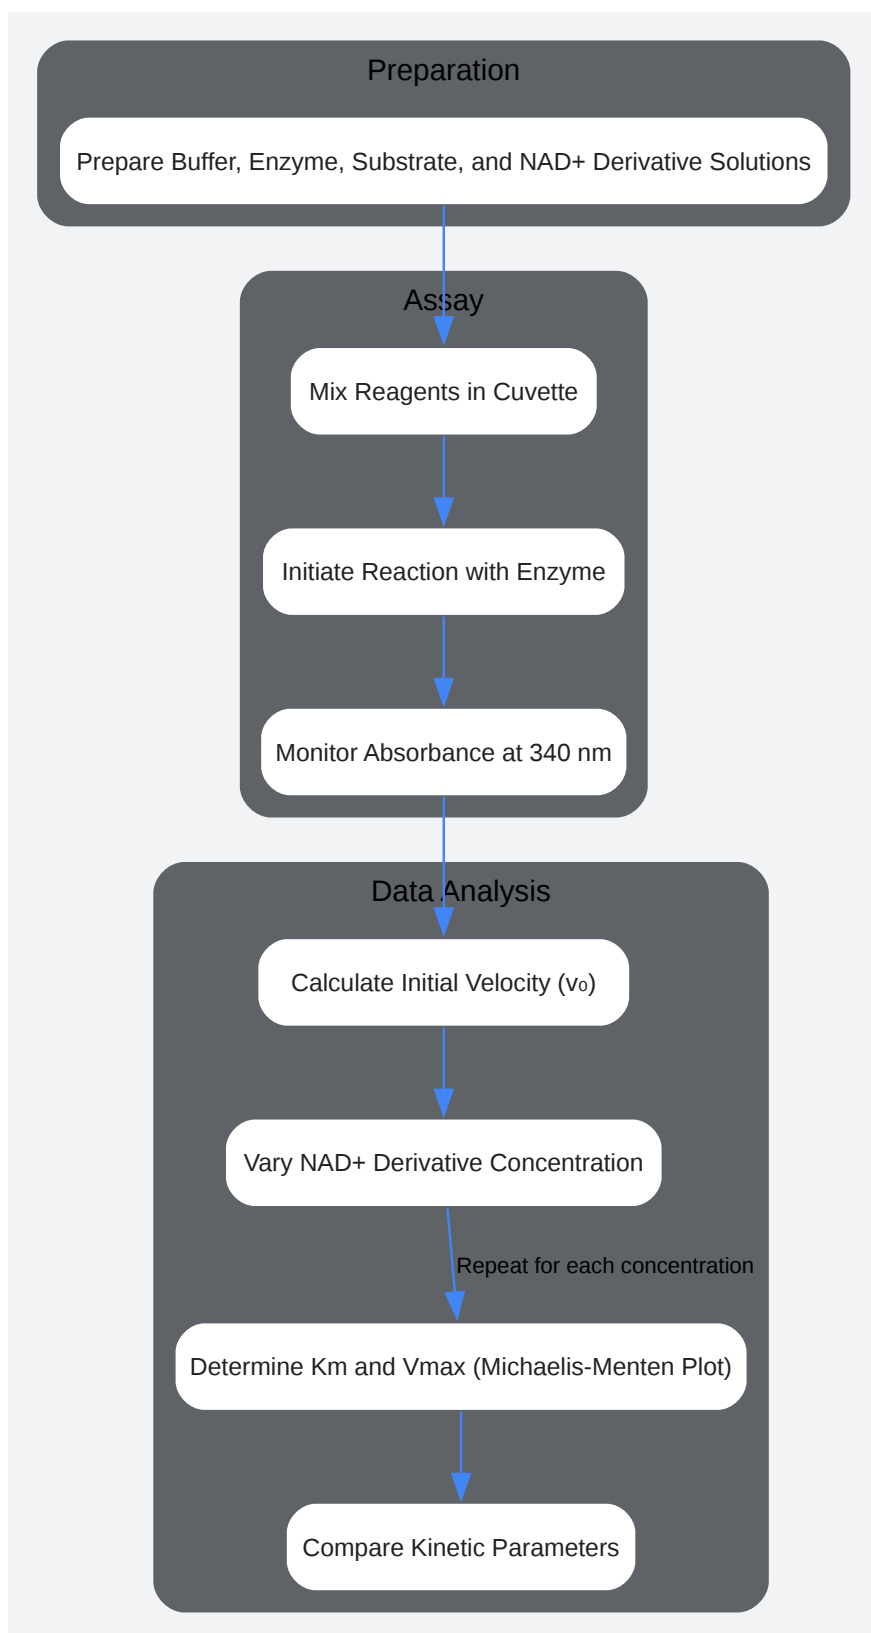 Preparation
Prepare Buffer, Enzyme, Substrate, and NAD+ Derivative Solutions
Assay
Mix Reagents in Cuvette
Initiate Reaction with Enzyme
Monitor Absorbance at 340 nm
Data Analysis
Calculate Initial Velocity (v₀)
Vary NAD+ Derivative Concentration
Repeat for each concentration
Determine Km and Vmax (Michaelis-Menten Plot)
Compare Kinetic Parameters